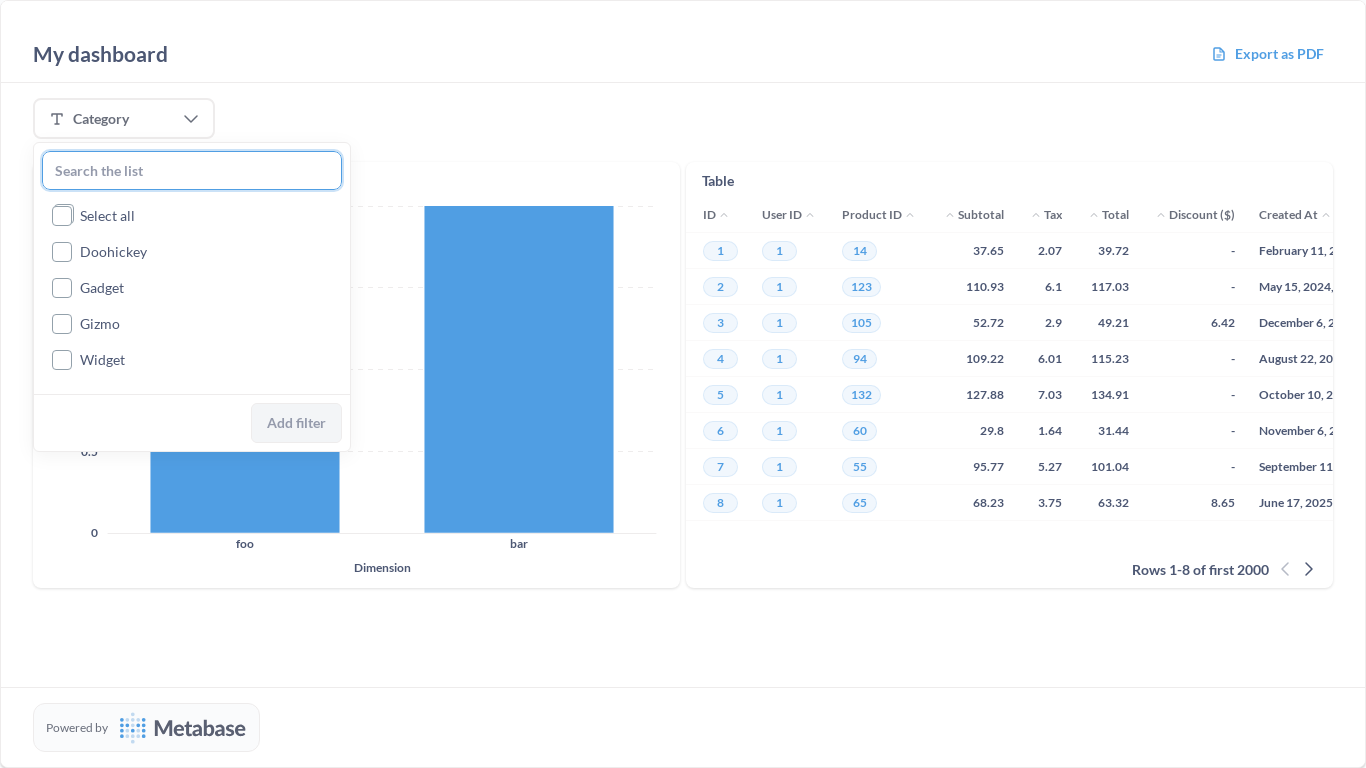 My dashboard
Export as PDF
Category
Search the list
Select all
Doohickey
Gadget
Gizmo
Widget
Add filter
0
foo
bar
Dimension
Table
ID User ID Product ID Subtotal Tax Total Discount ($) Created At
1 1 14 37.65 2.07 39.72 - February 11,
2 1 123 110.93 6.1 117.03 - May 15, 2024,
3 1 105 52.72 2.9 49.21 6.42 December 6,
4 1 94 109.22 6.01 115.23 - August 22, 20
5 1 132 127.88 7.03 134.91 - October 10,
6 1 60 29.8 1.64 31.44 - November 6,
7 1 55 95.77 5.27 101.04 - September 11
8 1 65 68.23 3.75 63.32 8.65 June 17, 2025
Rows 1-8 of first 2000
Powered by
Metabase